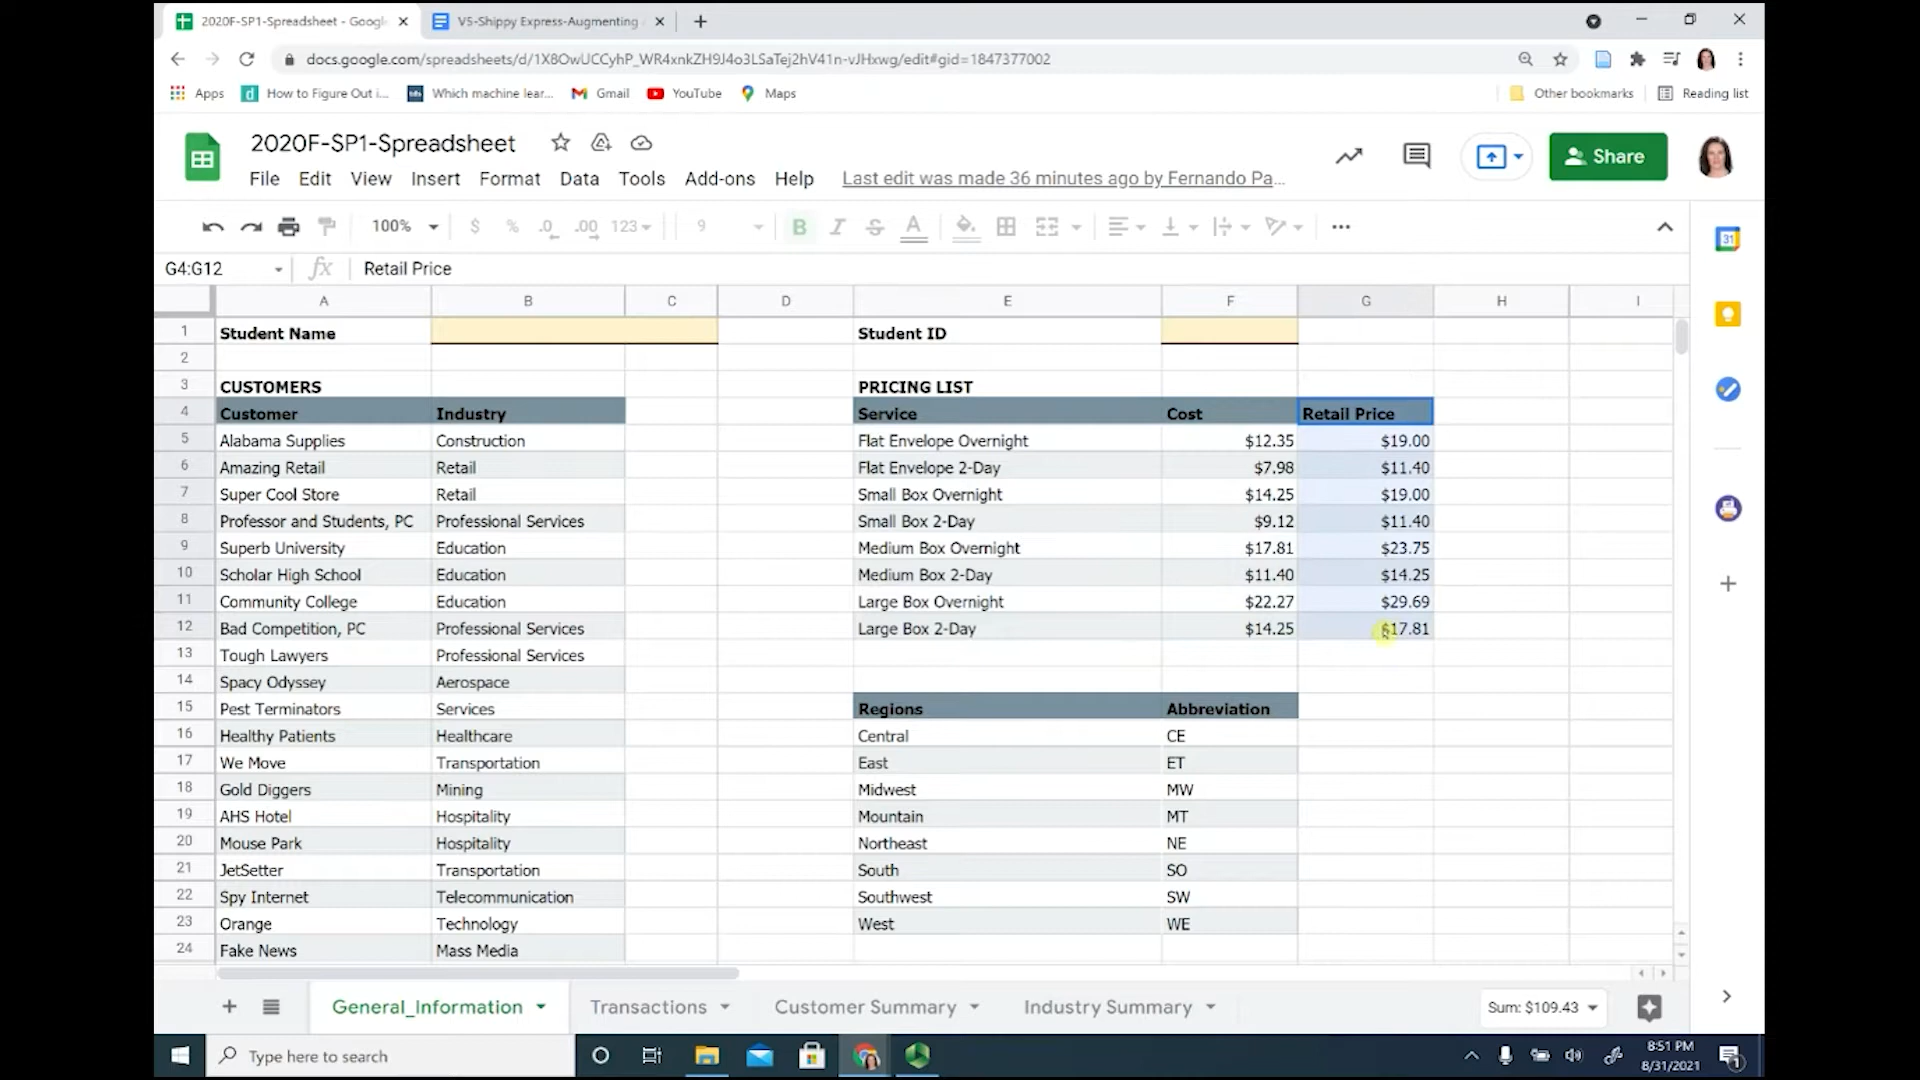 2020F-SP1-Spreadsheet - Google
V5-Shippy Express-Augmenting
docs.google.com/spreadsheets/d/1X8OwUCCyhP_WR4xnkZH9J4o3LSaTej2hV41n-vJHxwg/edit#gid=1847377002
Apps How to Figure Out i... Which machine lear... Gmail YouTube Maps Other bookmarks Reading list
2020F-SP1-Spreadsheet
Share
File Edit View Insert Format Data Tools Add-ons Help Last edit was made 36 minutes ago by Fernando Pa...
100% $ % .0 .00 123 9 B I S A
G4:G12 fx Retail Price
A B C D E F G H I
1 Student Name Student ID
2
3 CUSTOMERS PRICING LIST
4 Customer Industry Service Cost Retail Price
5 Alabama Supplies Construction Flat Envelope Overnight $12.35 $19.00
6 Amazing Retail Retail Flat Envelope 2-Day $7.98 $11.40
7 Super Cool Store Retail Small Box Overnight $14.25 $19.00
8 Professor and Students, PC Professional Services Small Box 2-Day $9.12 $11.40
9 Superb University Education Medium Box Overnight $17.81 $23.75
10 Scholar High School Education Medium Box 2-Day $11.40 $14.25
11 Community College Education Large Box Overnight $22.27 $29.69
12 Bad Competition, PC Professional Services Large Box 2-Day $14.25 $17.81
13 Tough Lawyers Professional Services
14 Spacy Odyssey Aerospace
15 Pest Terminators Services Regions Abbreviation
16 Healthy Patients Healthcare Central CE
17 We Move Transportation East ET
18 Gold Diggers Mining Midwest MW
19 AHS Hotel Hospitality Mountain MT
20 Mouse Park Hospitality Northeast NE
21 JetSetter Transportation South SO
22 Spy Internet Telecommunication Southwest SW
23 Orange Technology West WE
24 Fake News Mass Media
General_Information Transactions Customer Summary Industry Summary Sum: $109.43
Type here to search
8:51 PM
8/31/2021